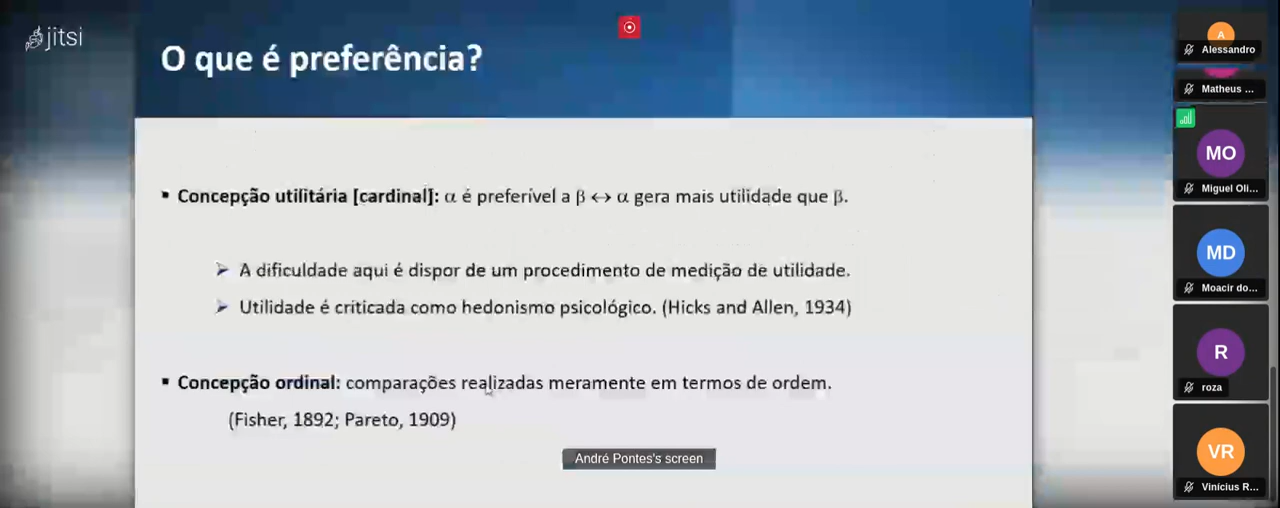 jitsi
O que é preferência?
Concepção utilitária [cardinal]: α é preferível a β ↔ α gera mais utilidade que β.
A dificuldade aqui é dispor de um procedimento de medição de utilidade.
Utilidade é criticada como hedonismo psicológico. (Hicks and Allen, 1934)
Concepção ordinal: comparações realizadas meramente em termos de ordem.
(Fisher, 1892; Pareto, 1909)
André Pontes's screen
A
Alessandro
Matheus ...
MO
Miguel Oli...
MD
Moacir do...
R
roza
VR
Vinícius R...